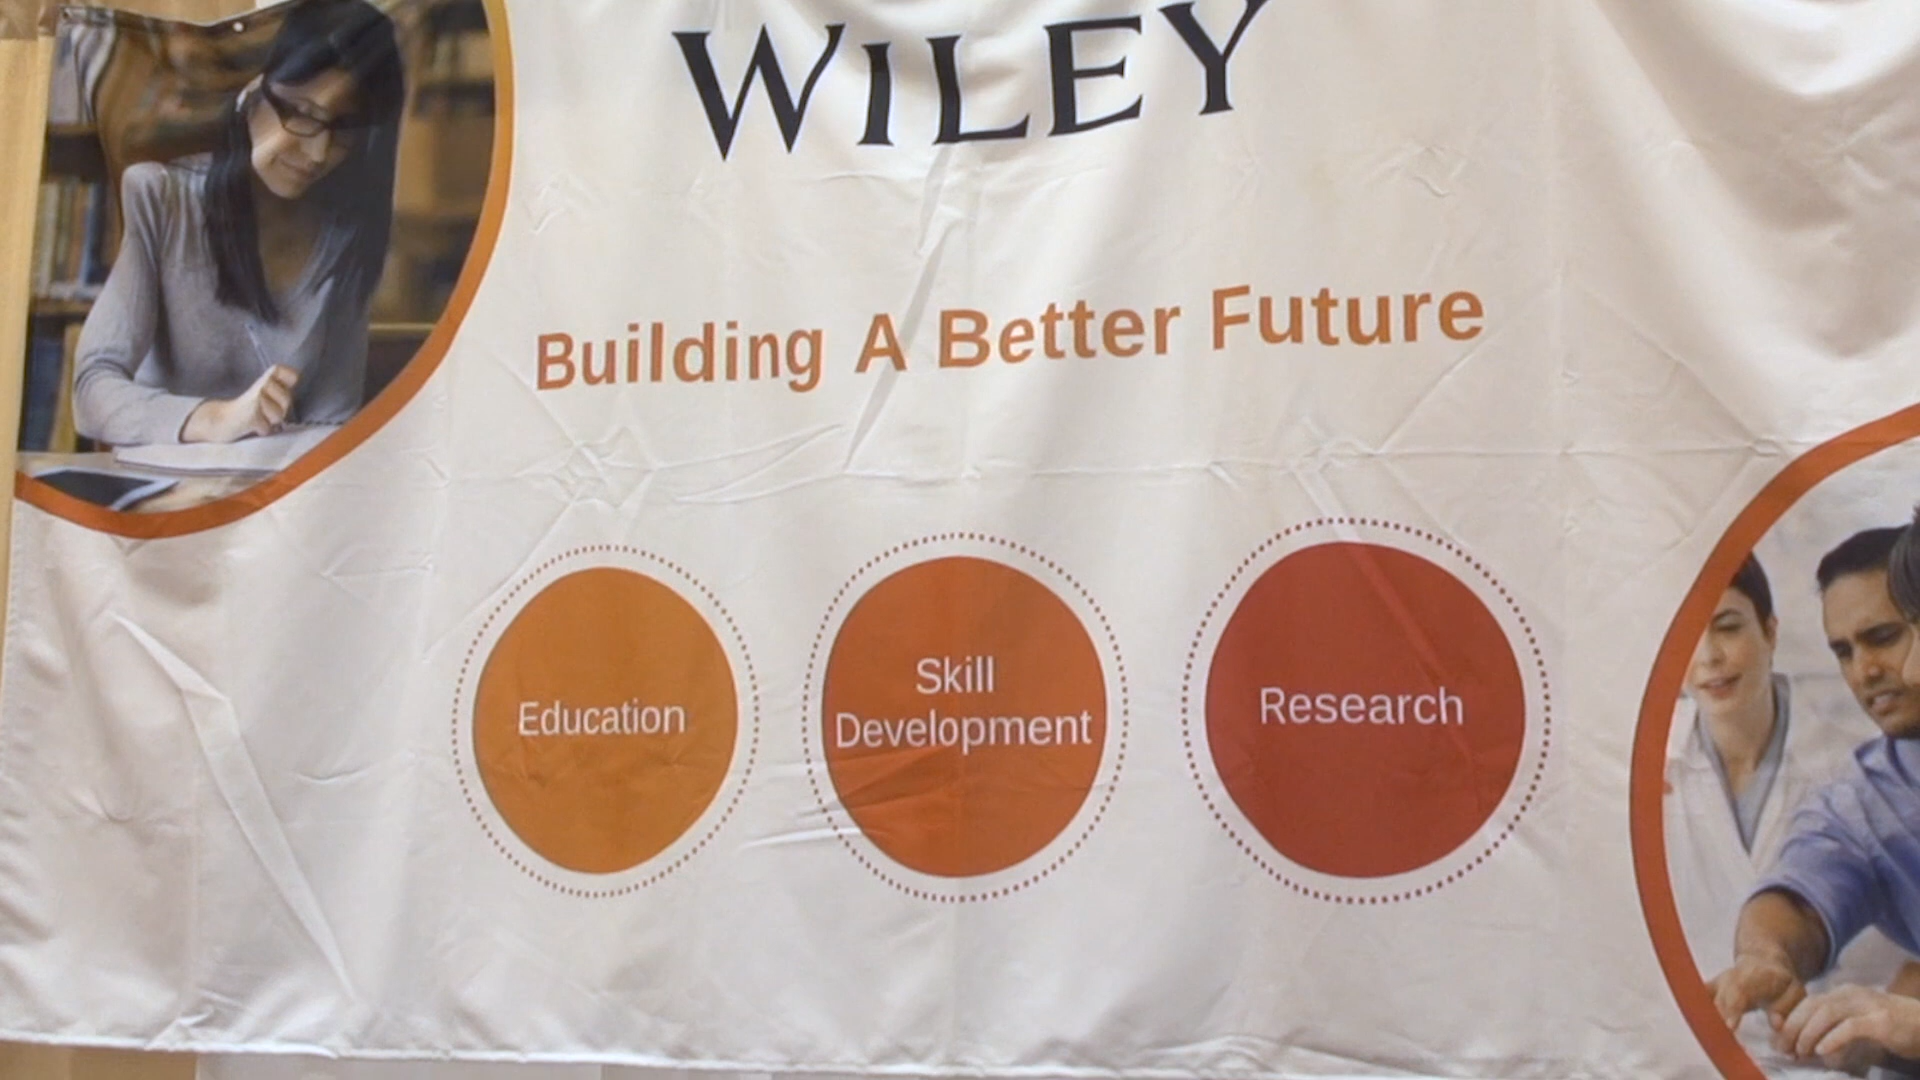 WILEY
Building A Better Future
Education
Skill
Development
Research